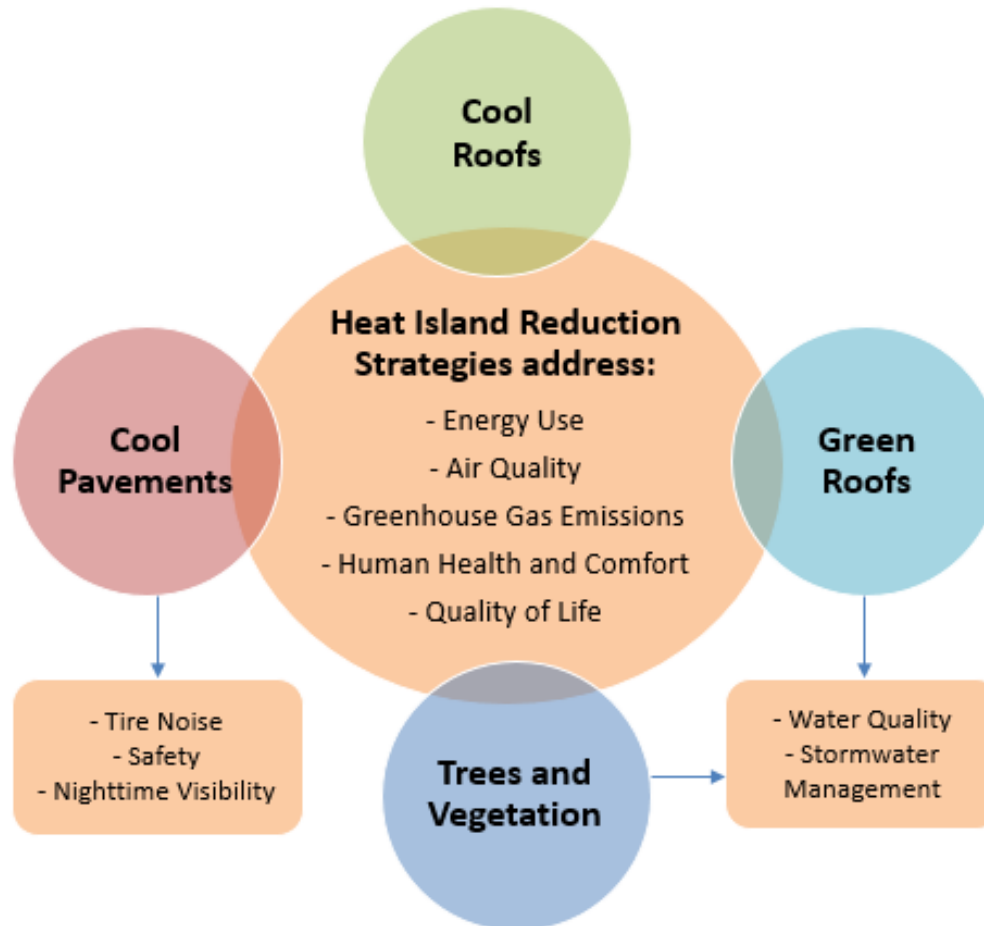 Cool
Roofs
Heat Island Reduction
Strategies address:
- Energy Use
- Air Quality
- Greenhouse Gas Emissions
- Human Health and Comfort
- Quality of Life
Cool
Pavements
Green
Roofs
- Tire Noise
- Safety
- Nighttime Visibility
Trees and
Vegetation
- Water Quality
- Stormwater
Management